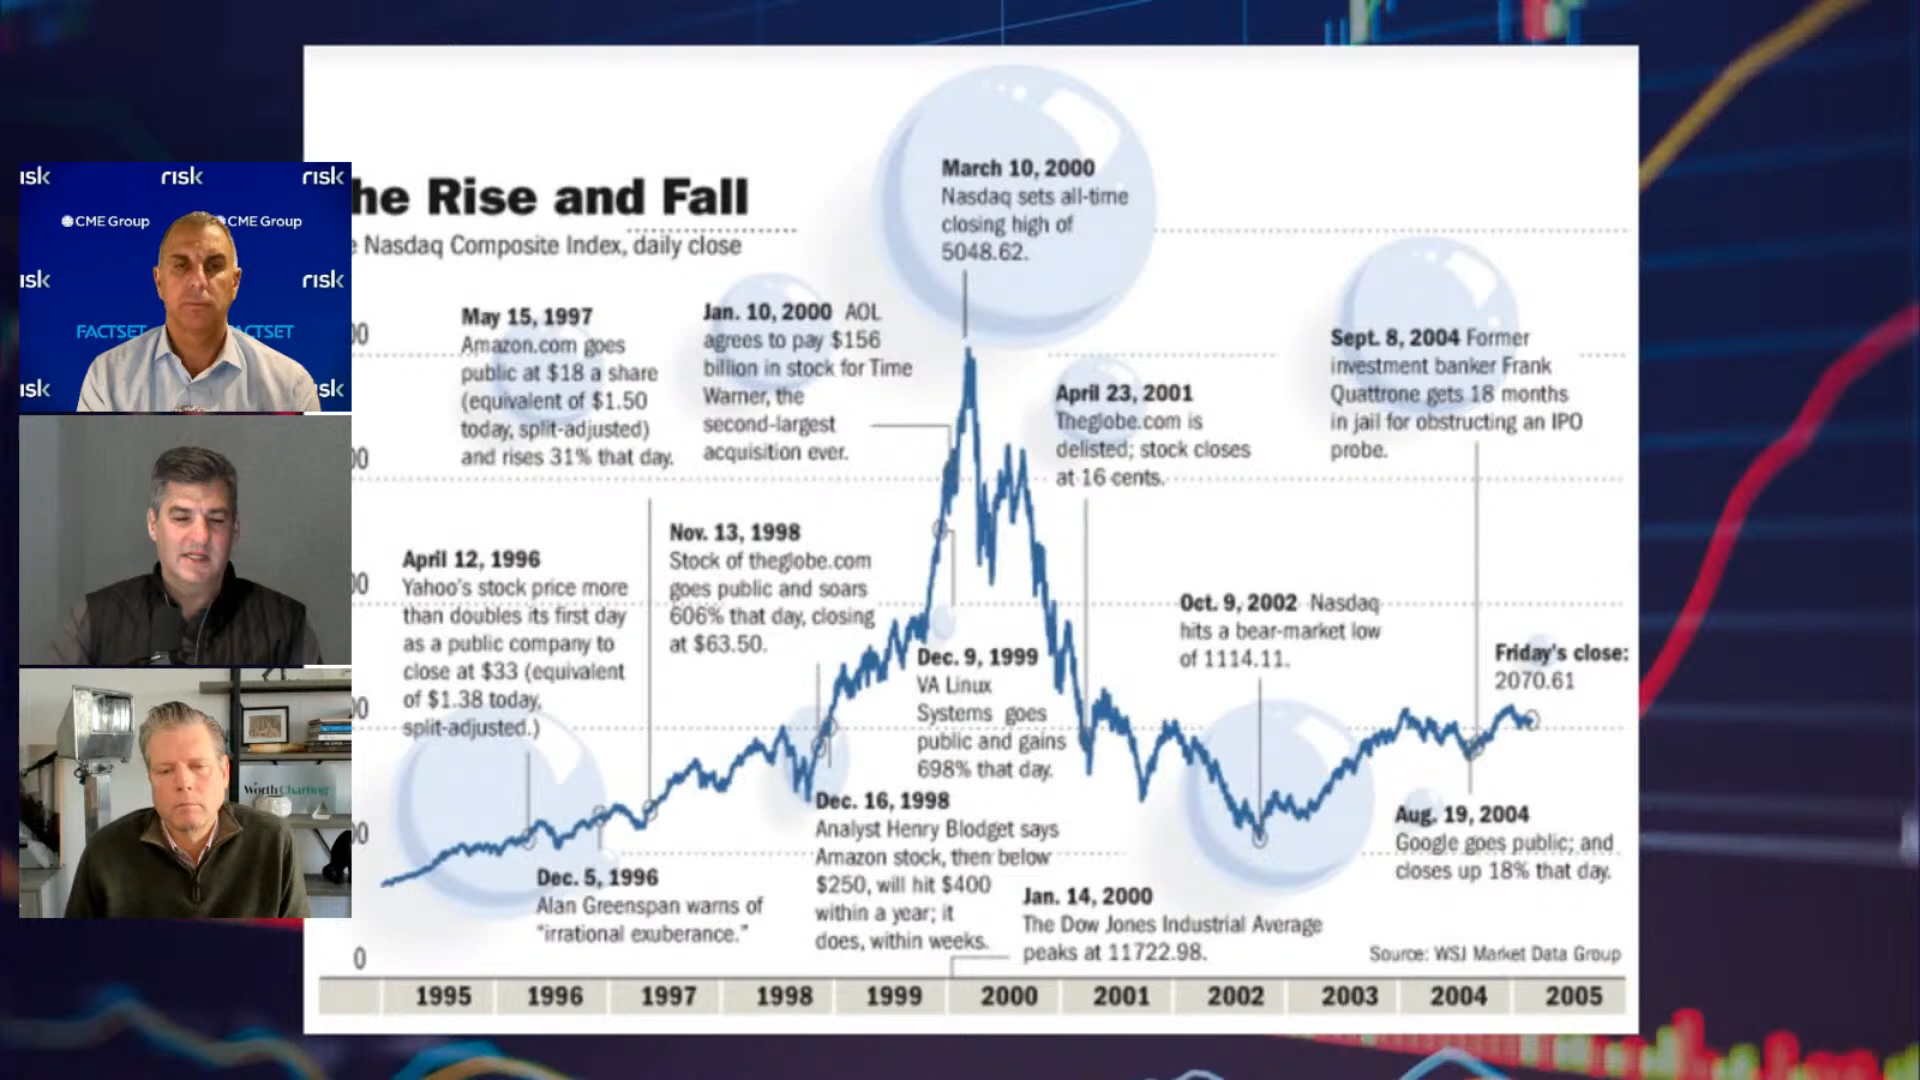 he Rise and Fall
e Nasdaq Composite Index, daily close
March 10, 2000
Nasdaq sets all-time
closing high of
5048.62.
May 15, 1997
Amazon.com goes
public at $18 a share
(equivalent of $1.50
today, split-adjusted)
and rises 31% that day.
Jan. 10, 2000 AOL
agrees to pay $156
billion in stock for Time
Warner, the
second-largest
acquisition ever.
April 23, 2001
Theglobe.com is
delisted; stock closes
at 16 cents.
Sept. 8, 2004 Former
investment banker Frank
Quattrone gets 18 months
in jail for obstructing an IPO
probe.
April 12, 1996
Yahoo's stock price more
than doubles its first day
as a public company to
close at $33 (equivalent
of $1.38 today,
split-adjusted.)
Nov. 13, 1998
Stock of theglobe.com
goes public and soars
606% that day, closing
at $63.50.
Dec. 9, 1999
VA Linux
Systems goes
public and gains
698% that day.
Oct. 9, 2002 Nasdaq
hits a bear-market low
of 1114.11.
Friday's close:
2070.61
Dec. 5, 1996
Alan Greenspan warns of
"irrational exuberance."
Dec. 16, 1998
Analyst Henry Blodget says
Amazon stock, then below
$250, will hit $400
within a year; it
does, within weeks.
Jan. 14, 2000
The Dow Jones Industrial Average
peaks at 11722.98.
Aug. 19, 2004
Google goes public; and
closes up 18% that day.
Source: WSJ Market Data Group
00
00
00
00
00
0
1995 1996 1997 1998 1999 2000 2001 2002 2003 2004 2005
isk risk risk
CME Group CME Group
isk risk
FACTSET ACTSET
isk sk
Worth Charting